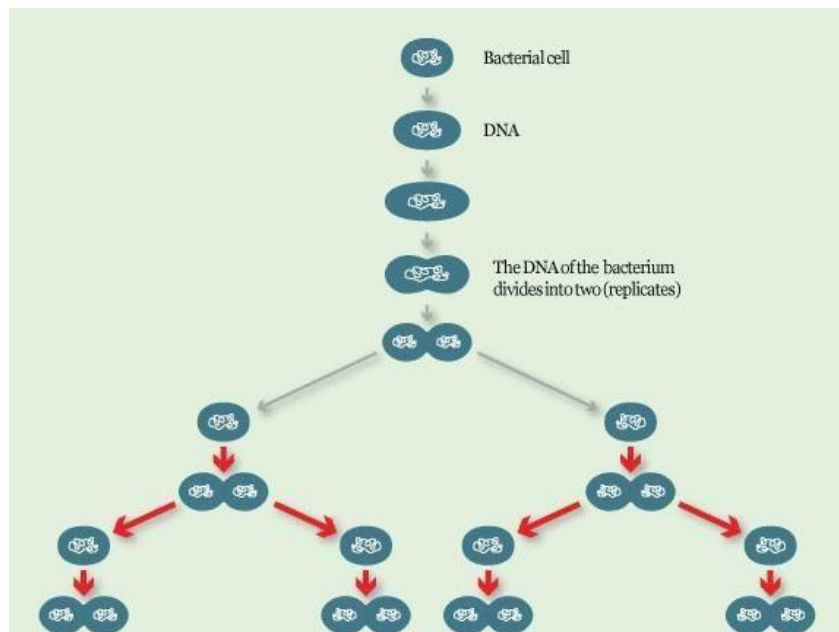 Bacterial cell
DNA
The DNA of the bacterium
divides into two (replicates)